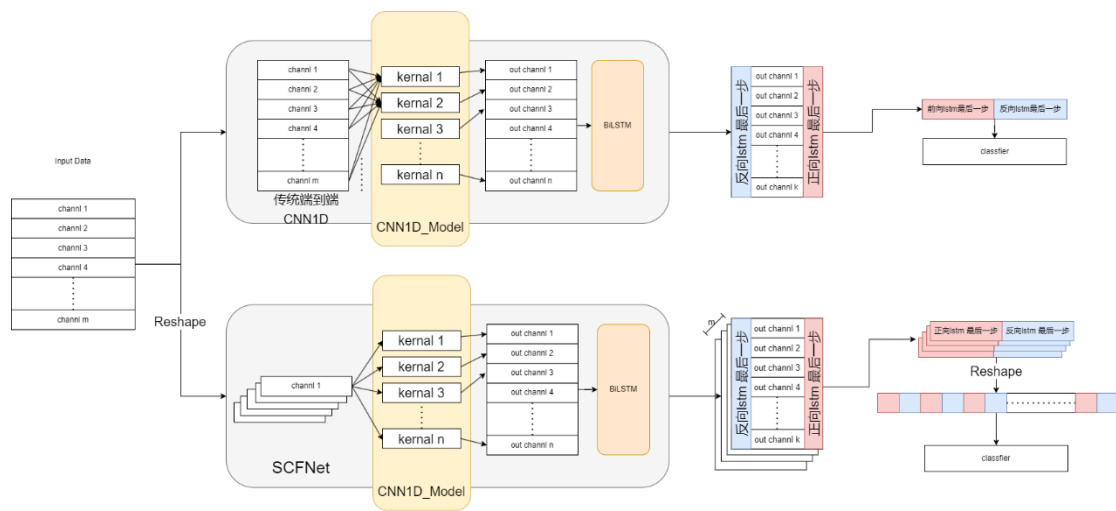 Input Data
channl 1
channl 2
channl 3
channl 4
channl m
Reshape
channl 1
channl 2
channl 3
channl 4
channl m
传统端到端
CNN1D
kernal 1
kernal 2
kernal 3
kernal n
CNN1D_Model
out channl 1
out channl 2
out channl 3
out channl 4
out channl n
BiLSTM
反向lstm 最后一步
out channl 1
out channl 2
out channl 3
out channl 4
out channl k
正向lstm 最后一步
前向lstm最后一步
反向lstm最后一步
classfier
channl 1
SCFNet
kernal 1
kernal 2
kernal 3
kernal n
CNN1D_Model
out channl 1
out channl 2
out channl 3
out channl 4
out channl n
BiLSTM
m
反向lstm 最后一步
out channl 1
out channl 2
out channl 3
out channl 4
out channl k
正向lstm 最后一步
正向lstm 最后一步
反向lstm 最后一步
Reshape
classfier